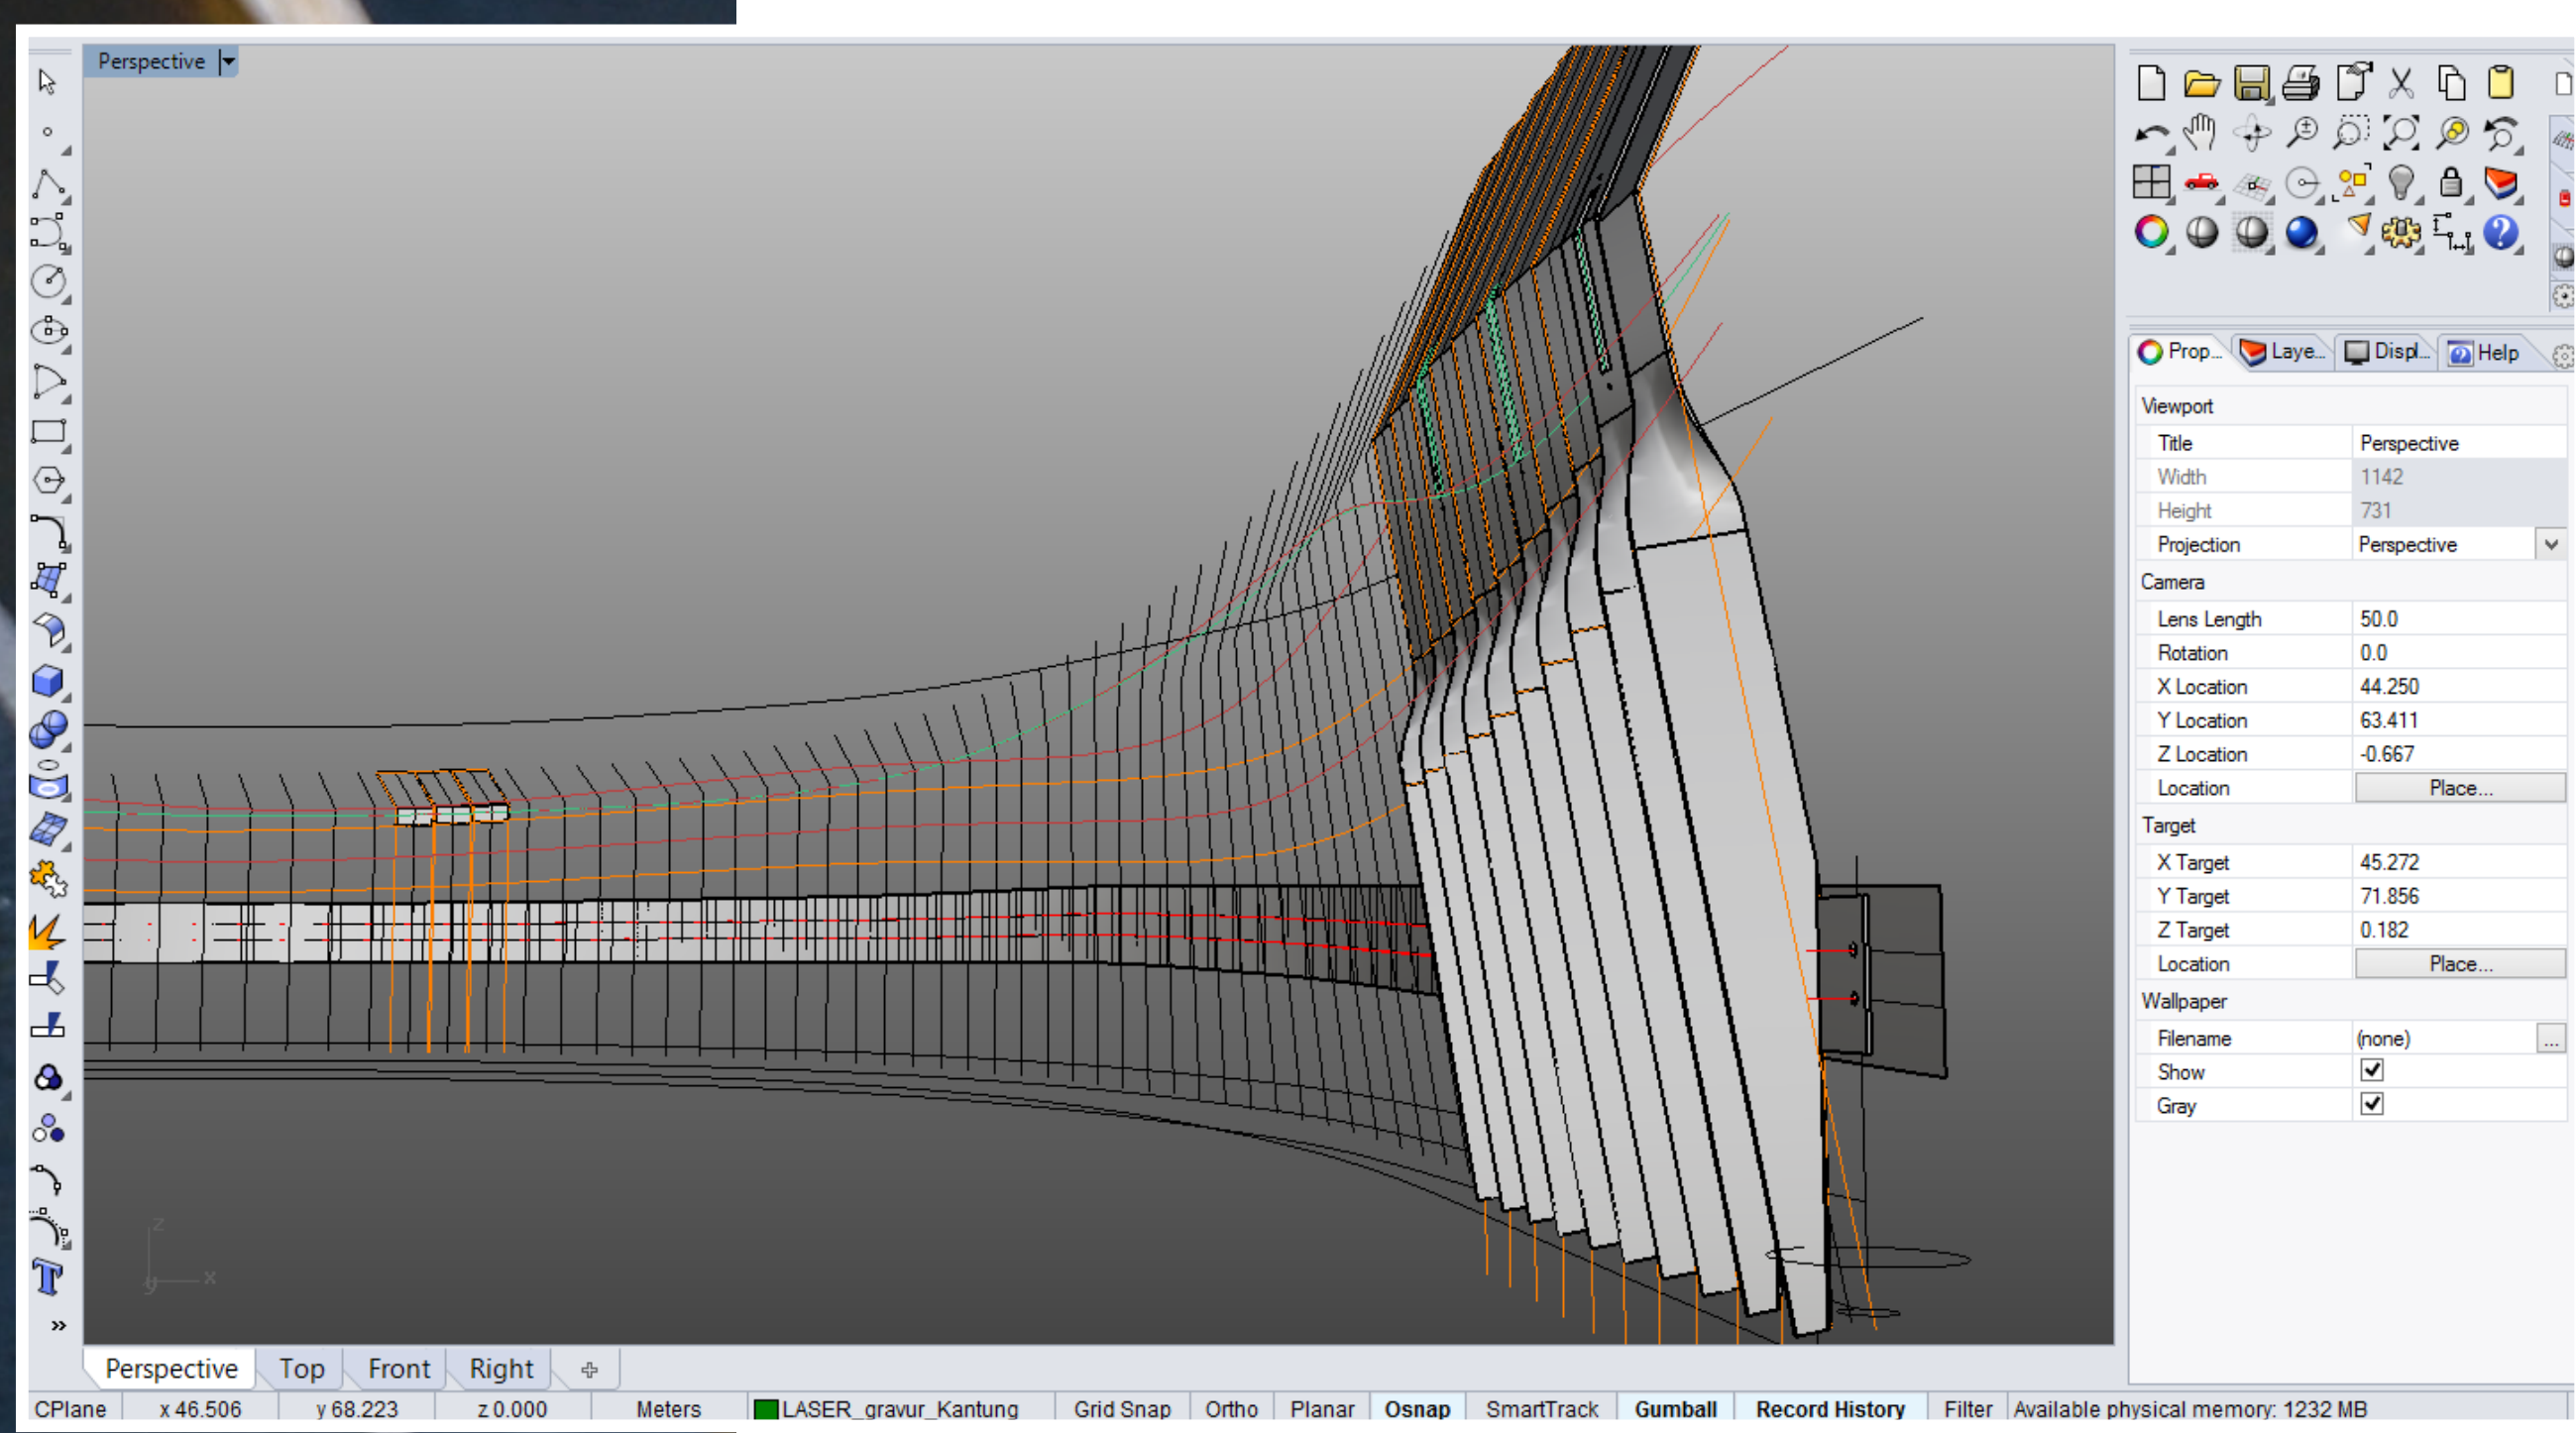 Perspective
Prop... Laye... Displ... Help
Viewport
Title Perspective
Width 1142
Height 731
Projection Perspective
Camera
Lens Length 50.0
Rotation 0.0
X Location 44.250
Y Location 63.411
Z Location -0.667
Location Place...
Target
X Target 45.272
Y Target 71.856
Z Target 0.182
Location Place...
Wallpaper
Filename (none) ...
Show
Gray
z
y x
Perspective Top Front Right
CPlane x 46.506 y 68.223 z 0.000 Meters LASER_gravur_Kantung Grid Snap Ortho Planar Osnap SmartTrack Gumball Record History Filter Available physical memory: 1232 MB